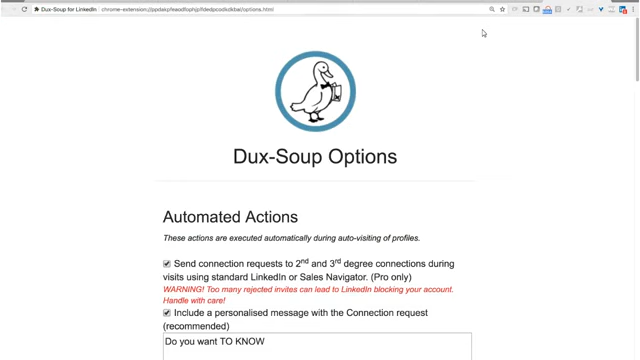 Dux-Soup for LinkedIn
Dux-Soup Options
Automated Actions
These actions are executed automatically during auto-visiting of profiles.
Send connection requests to 2nd and 3rd degree connections during
visits using standard LinkedIn or Sales Navigator. (Pro only)
WARNING! Too many rejected invites can lead to LinkedIn blocking your account.
Handle with care!
Include a personalised message with the Connection request
(recommended)
Do you want TO KNOW